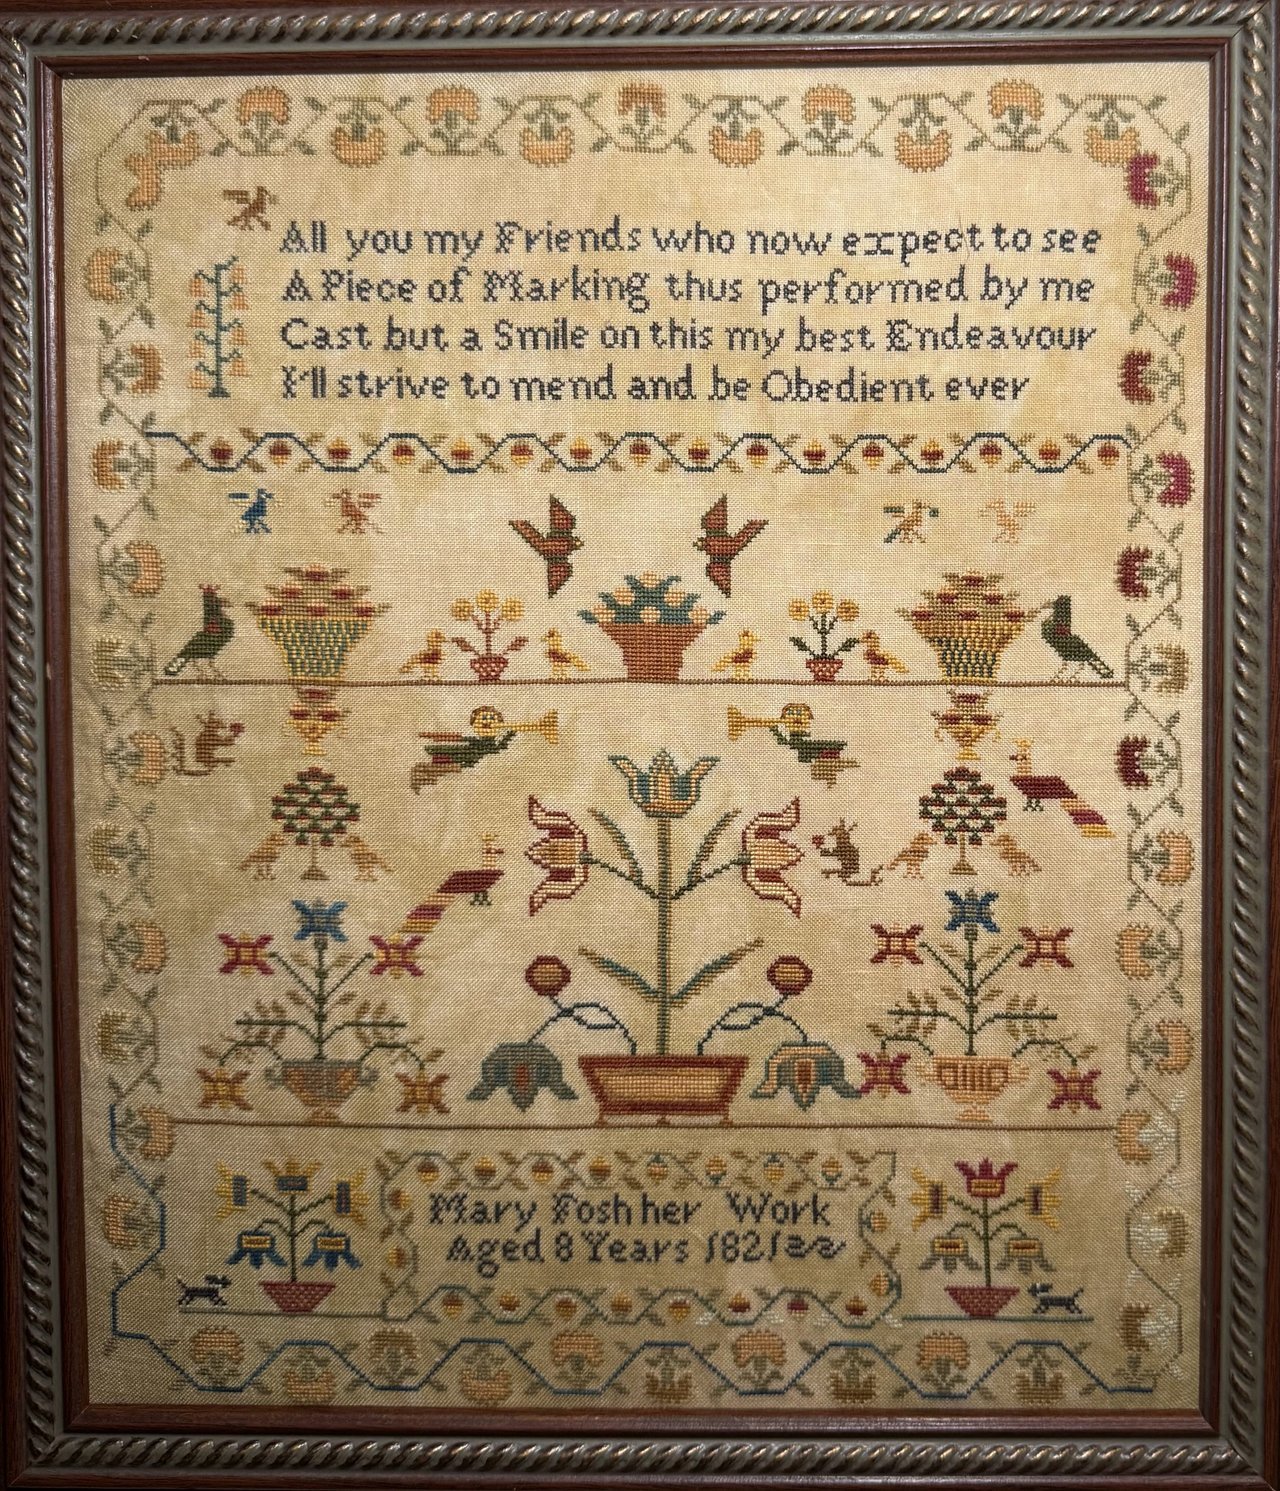 All you my Friends who now expect to see
A Piece of Marking thus performed by me
Cast but a Smile on this my best Endeavour
I'll strive to mend and be Obedient ever
Mary Fosh her Work
Aged 8 Years 1821